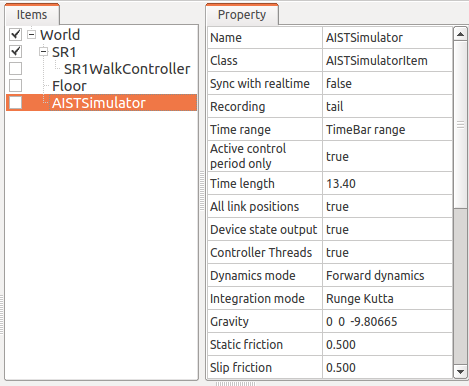 Items
World
SR1
SR1WalkController
Floor
AISTSimulator
Property
Name AISTSimulator
Class AISTSimulatorItem
Sync with realtime false
Recording tail
Time range TimeBar range
Active control
period only true
Time length 13.40
All link positions true
Device state output true
Controller Threads true
Dynamics mode Forward dynamics
Integration mode Runge Kutta
Gravity 0 0 -9.80665
Static friction 0.500
Slip friction 0.500